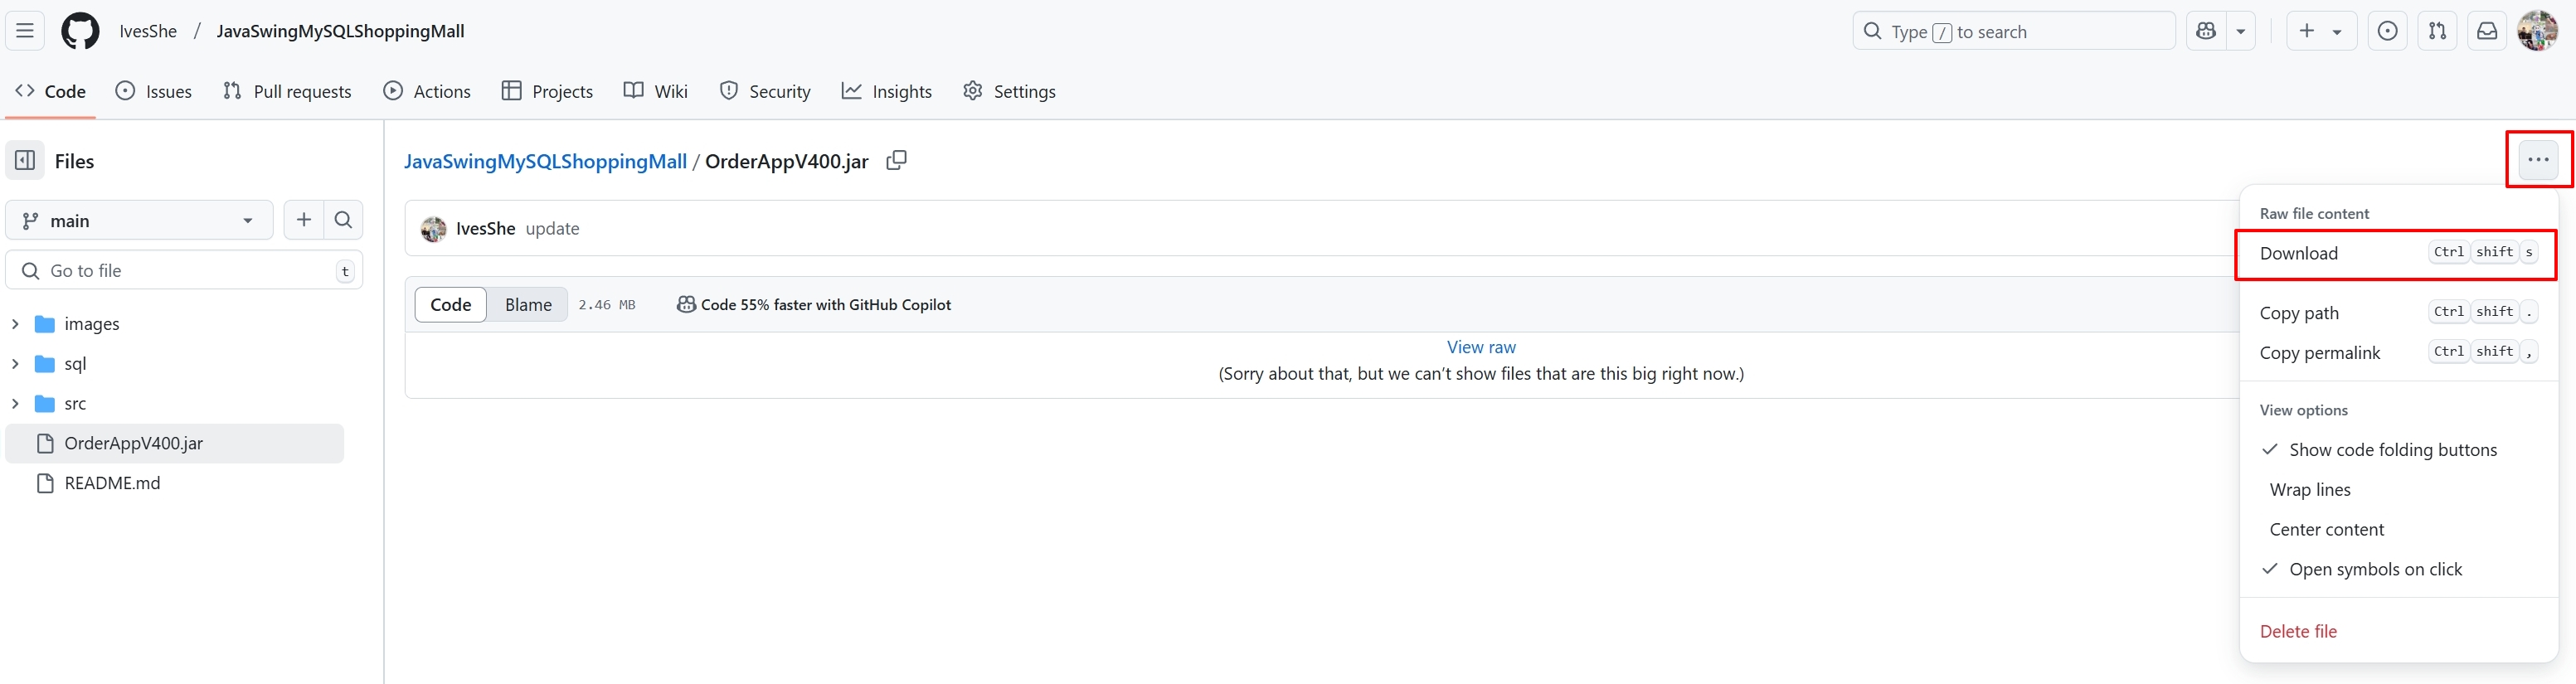 IvesShe / JavaSwingMySQLShoppingMall
Type / to search
Code Issues Pull requests Actions Projects Wiki Security Insights Settings
Files
main
Go to file t
images
sql
src
OrderAppV400.jar
README.md
JavaSwingMySQLShoppingMall / OrderAppV400.jar
IvesShe update
Code Blame 2.46 MB Code 55% faster with GitHub Copilot
View raw
(Sorry about that, but we can’t show files that are this big right now.)
Raw file content
Download Ctrl shift s
Copy path Ctrl shift .
Copy permalink Ctrl shift ,
View options
Show code folding buttons
Wrap lines
Center content
Open symbols on click
Delete file